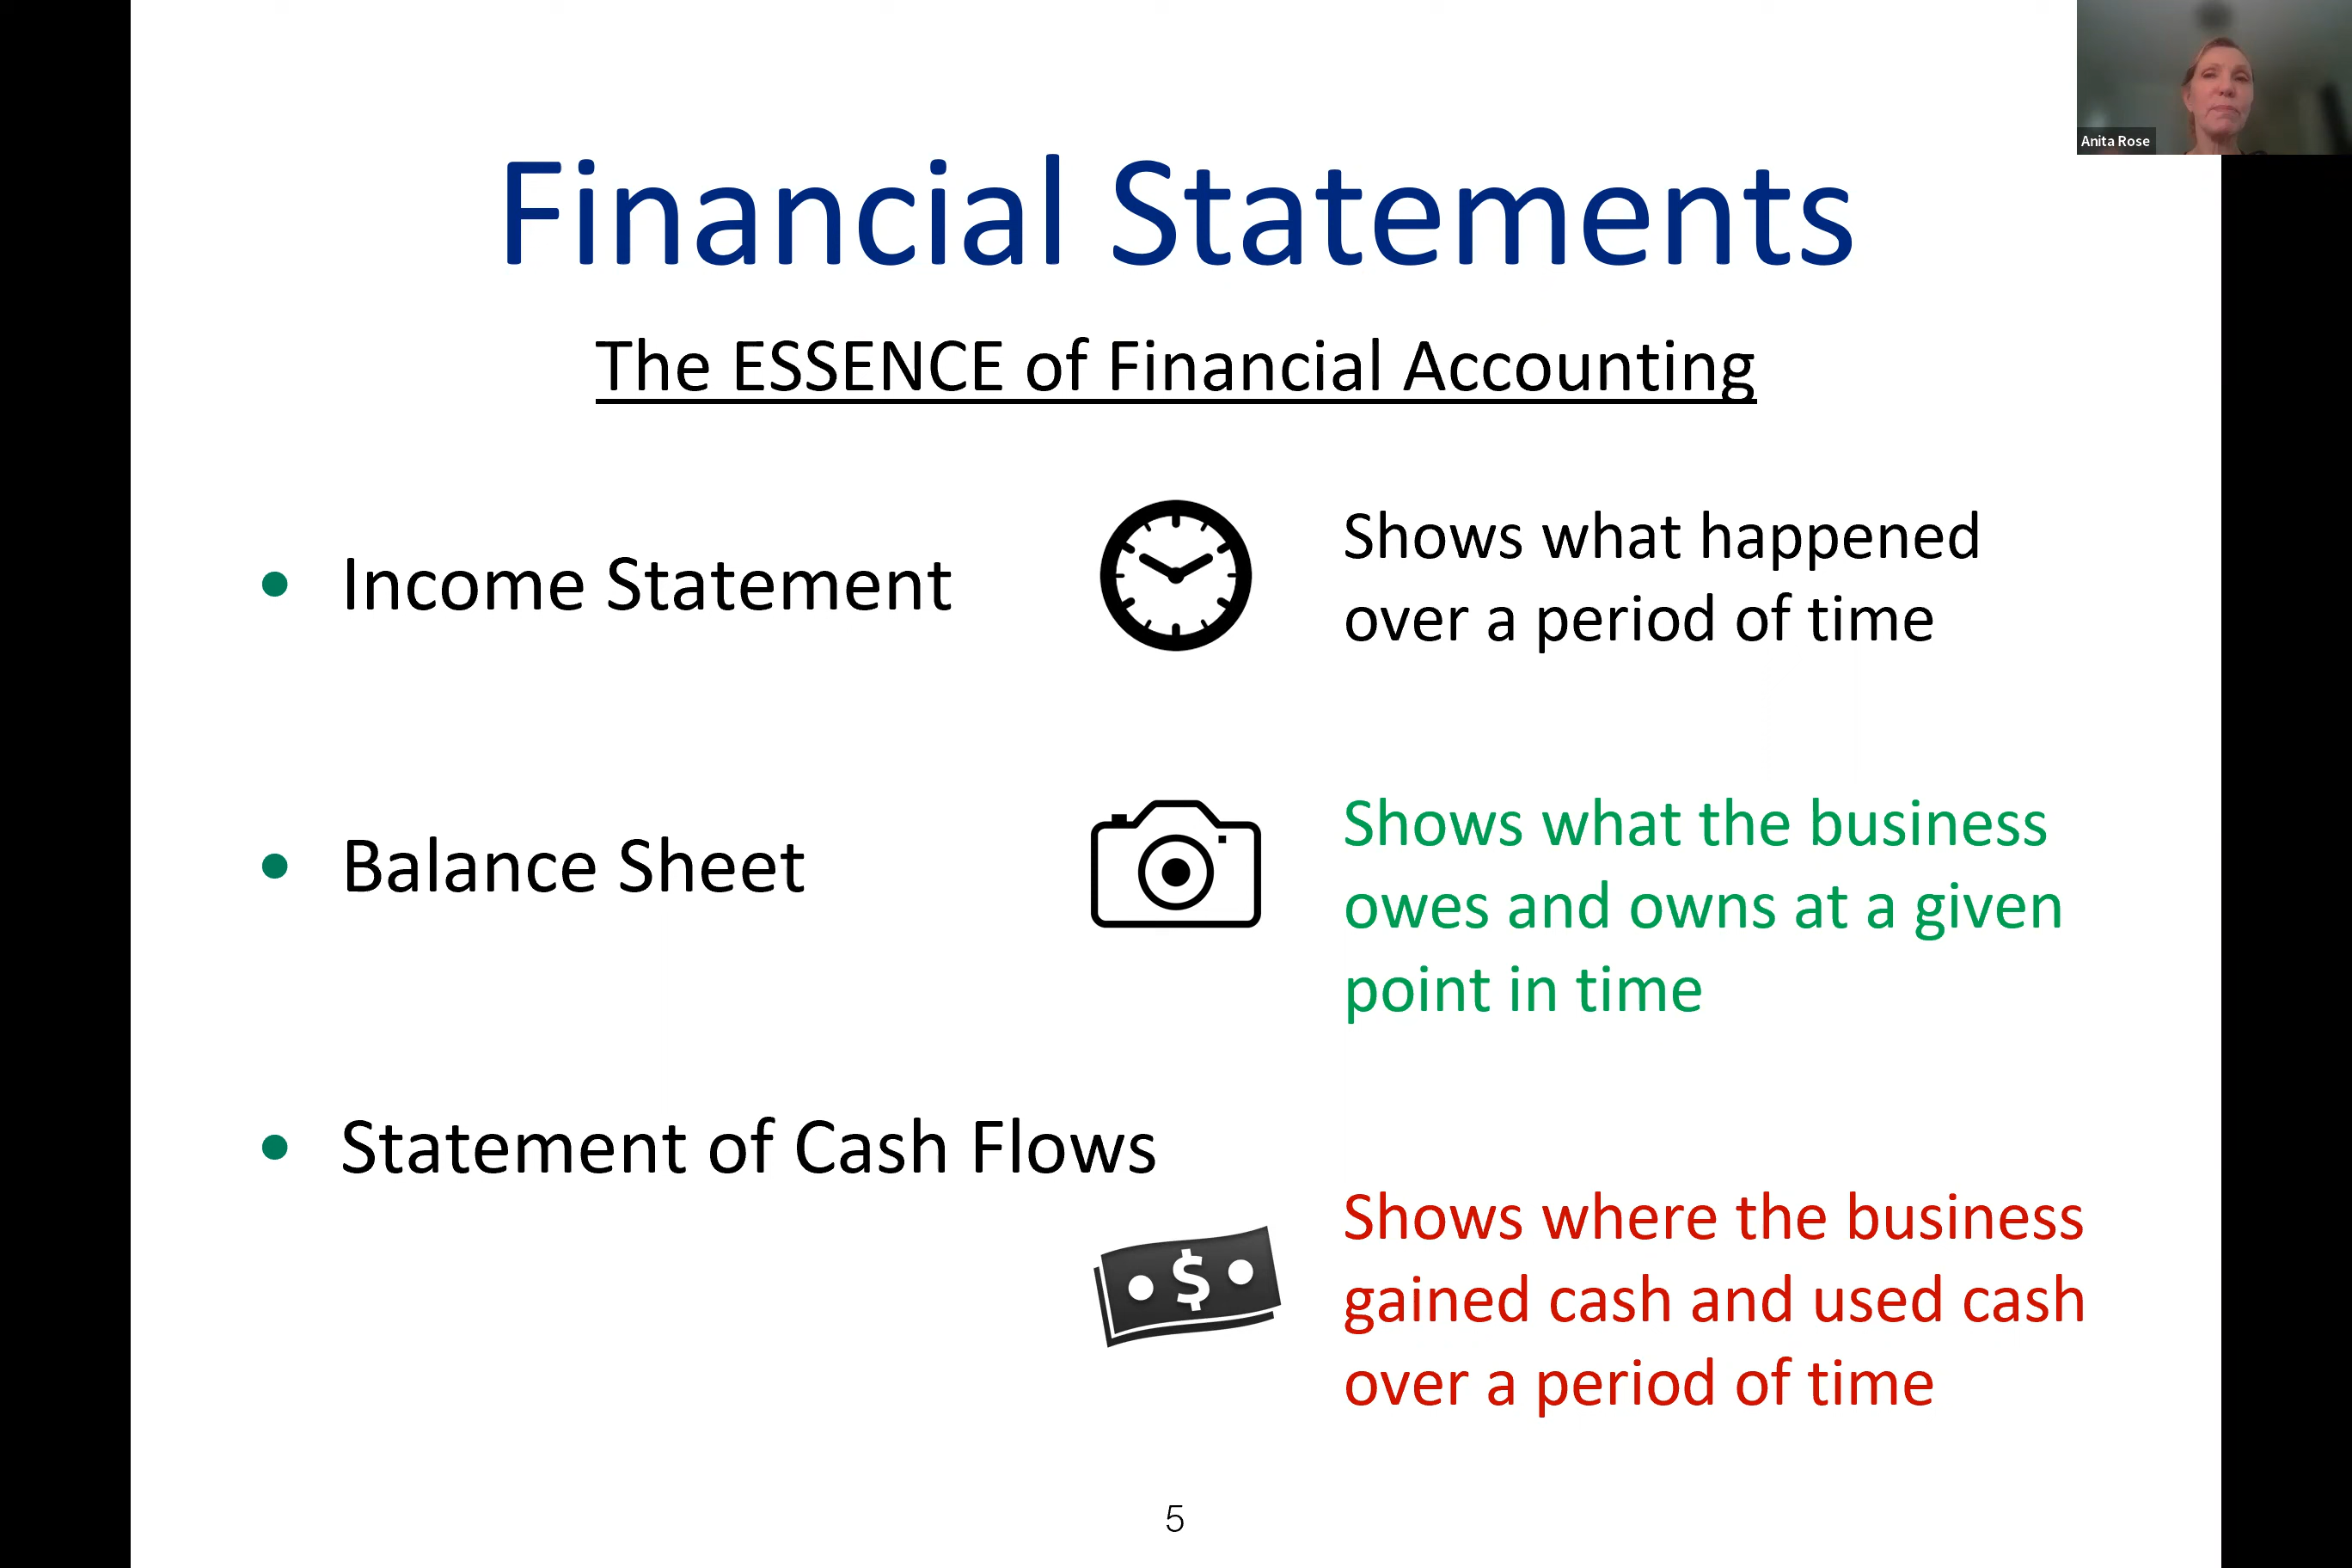 Anita Rose
Financial Statements
The ESSENCE of Financial Accounting
• Income Statement
Shows what happened
over a period of time
• Balance Sheet
Shows what the business
owes and owns at a given
point in time
• Statement of Cash Flows
$
Shows where the business
gained cash and used cash
over a period of time
5